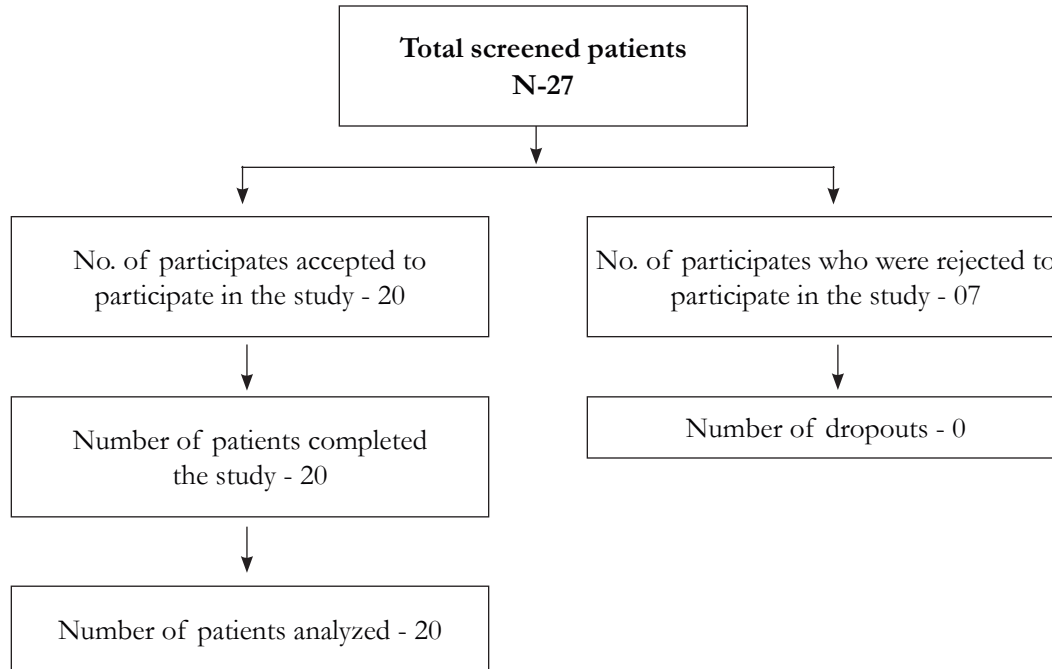 Total screened patients
N-27
No. of participates accepted to
participate in the study - 20
No. of participates who were rejected to
participate in the study - 07
Number of patients completed
the study - 20
Number of dropouts - 0
Number of patients analyzed - 20